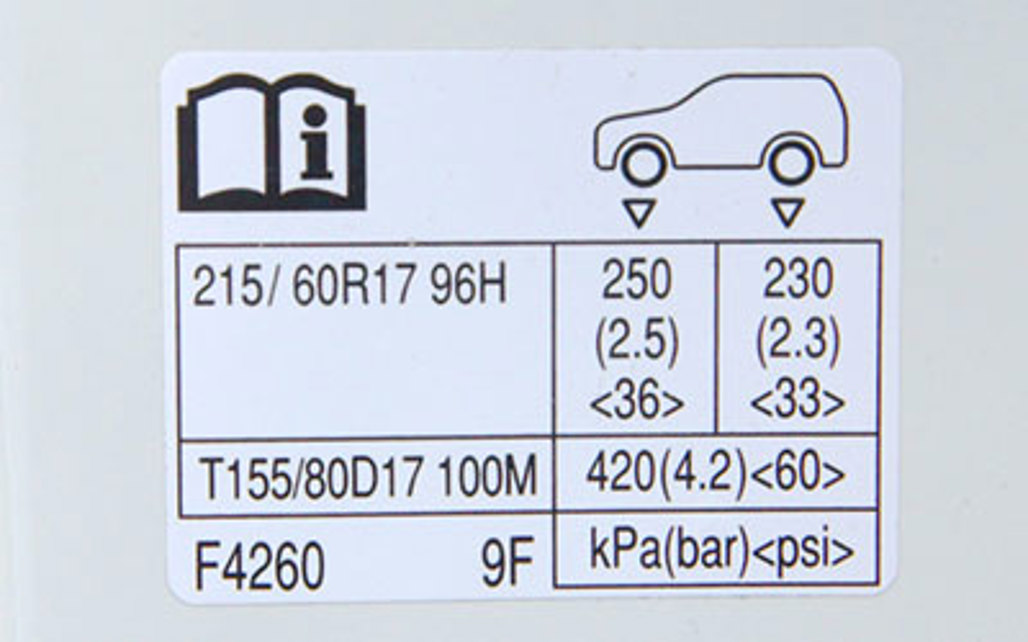 215/ 60R17 96H
250
(2.5)
<36>
230
(2.3)
<33>
T155/80D17 100M
420(4.2)<60>
F4260 9F
kPa(bar)<psi>